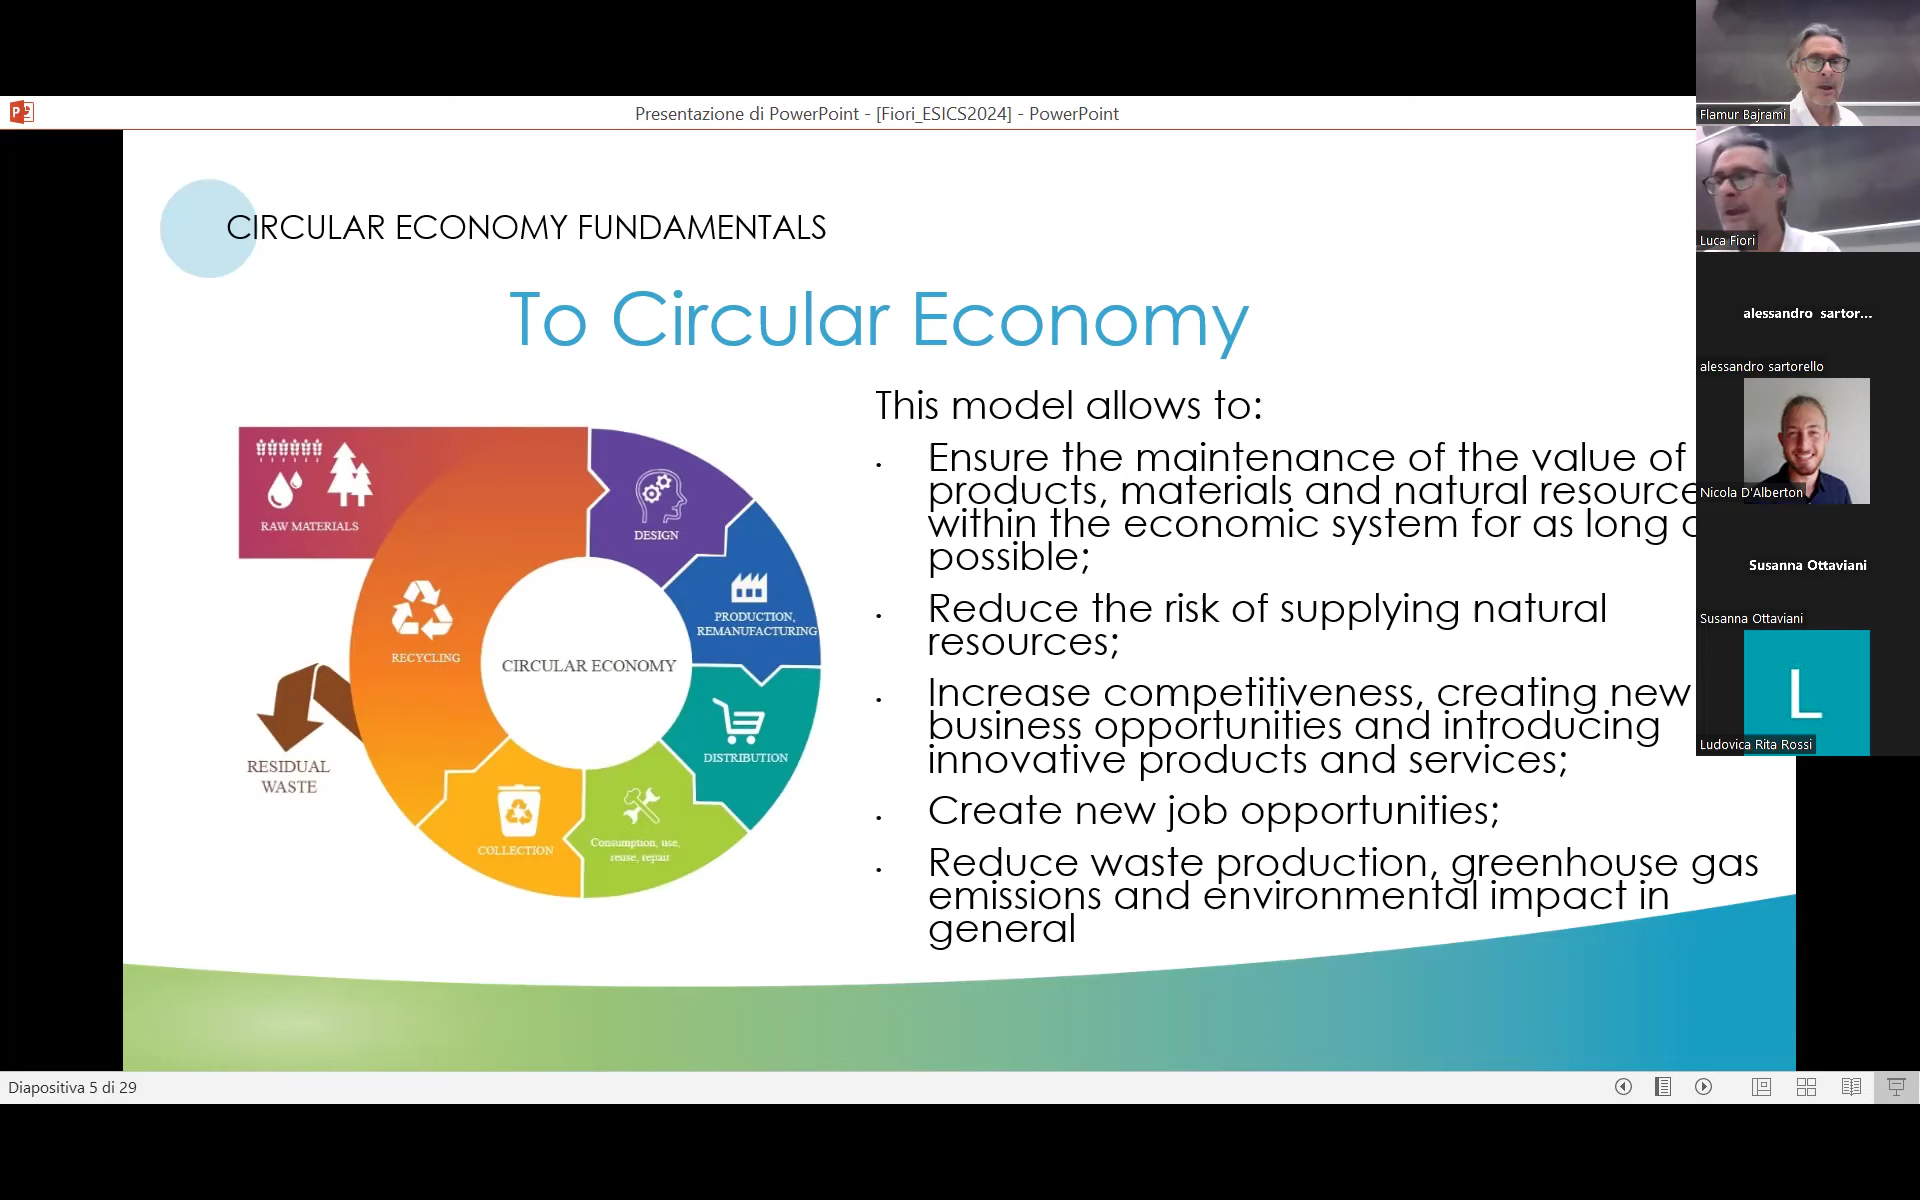 Presentazione di PowerPoint - [Fiori_ESICS2024] - PowerPoint
CIRCULAR ECONOMY FUNDAMENTALS
To Circular Economy
RAW MATERIALS
DESIGN
PRODUCTION,
REMANUFACTURING
RECYCLING
CIRCULAR ECONOMY
DISTRIBUTION
RESIDUAL
WASTE
COLLECTION
Consumption, use,
reuse, repair
This model allows to:
Ensure the maintenance of the value of
products, materials and natural resource
within the economic system for as long
possible;
Reduce the risk of supplying natural
resources;
Increase competitiveness, creating new
business opportunities and introducing
innovative products and services;
Create new job opportunities;
Reduce waste production, greenhouse gas
emissions and environmental impact in
general
Flamur Bajrami
Luca Fiori
alessandro sartor...
alessandro sartorello
Nicola D'Alberton
Susanna Ottaviani
Susanna Ottaviani
L
Ludovica Rita Rossi
Diapositiva 5 di 29